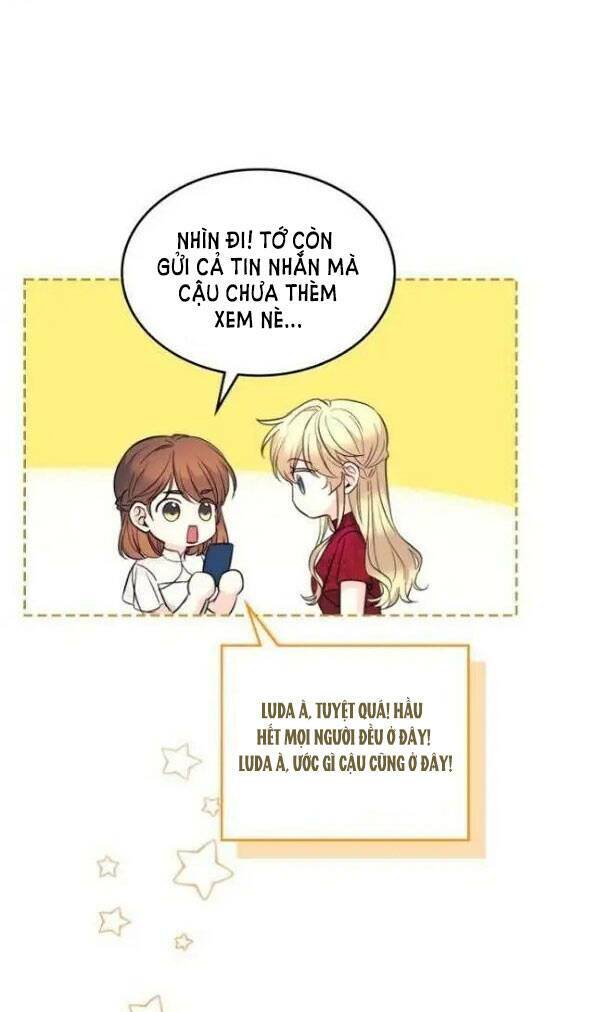 NHÌN ĐI! TỚ CÒN
GỬI CẢ TIN NHẮN MÀ
CẬU CHƯA THÈM
XEM NÈ...
LUDA À, TUYỆT QUÁ! HẦU
HẾT MỌI NGƯỜI ĐỀU Ở ĐÂY!
LUDA À, ƯỚC GÌ CẬU CŨNG Ở ĐÂY!